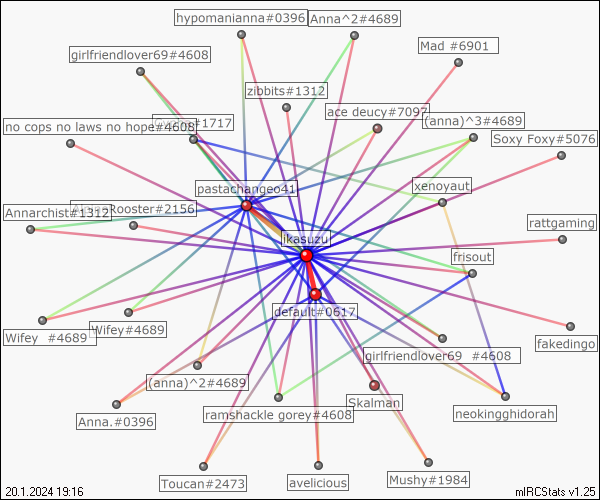 hypomanianna#0396
Anna^2#4689
Mad #6901
girlfriendlover69#4608
zibbits#1312
ace deucy#7097
no cops no laws no hope#4608
#1717
(anna)^3#4689
Soxy Foxy#5076
pastachangeo41
xenoyaut
Annarchist#1312
Rooster#2156
rattgaming
ikasuzu
frisout
default#0617
Wifey #4689
Wifey#4689
girlfriendlover69 #4608
fakedingo
(anna)^2#4689
Skalman
Anna.#0396
ramshackle gorey#4608
neokingghidorah
Toucan#2473
avelicious
Mushy#1984
20.1.2024 19:16
mIRCStats v1.25